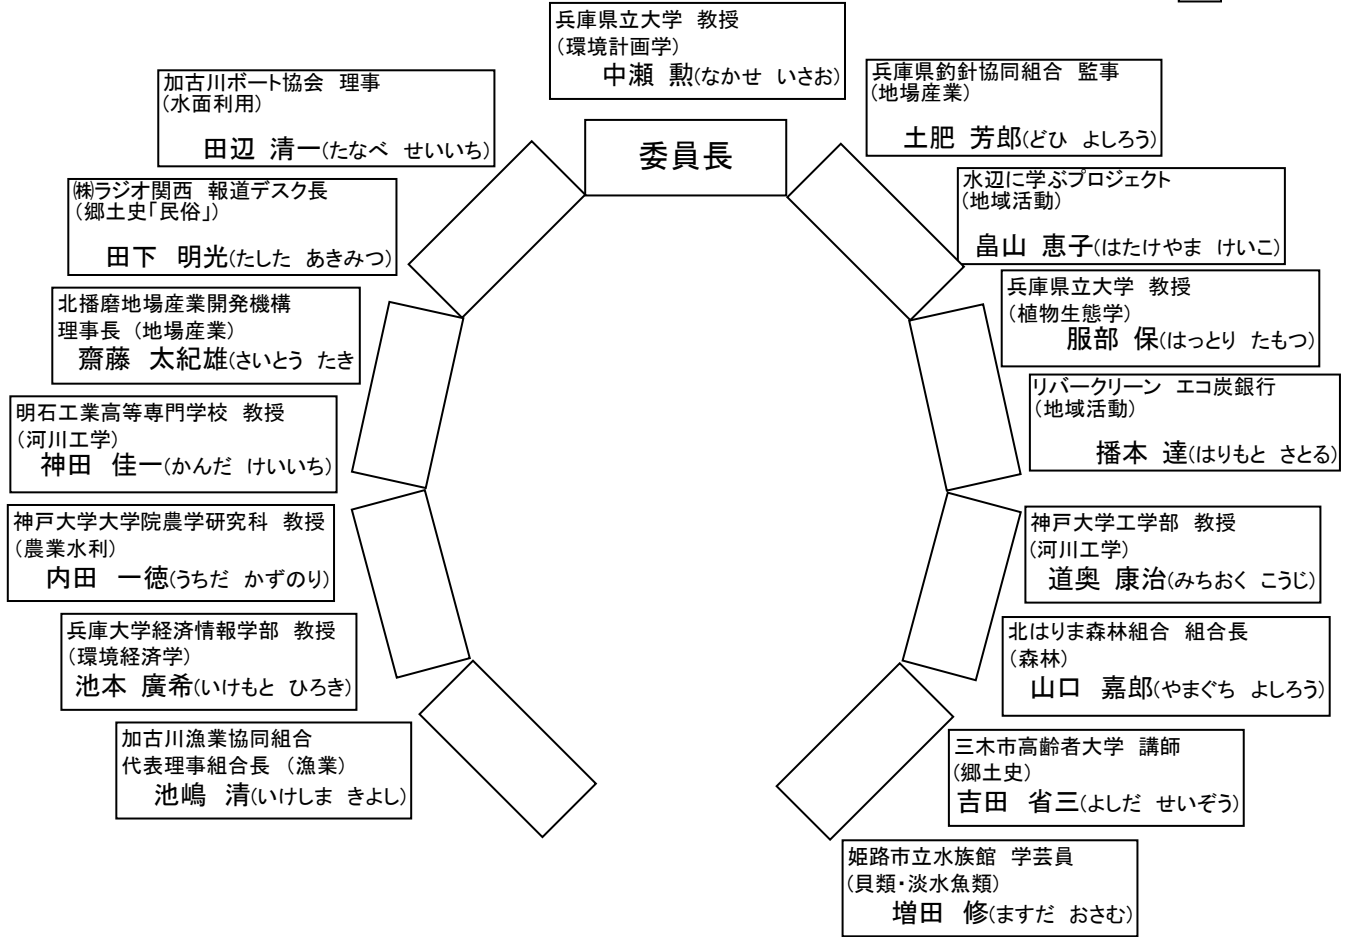 兵庫県立大学 教授
(環境計画学)
中瀬 勲(なかせ いさお)
委員長
加古川ボート協会 理事
(水面利用)
田辺 清一(たなべ せいいち)
㈱ラジオ関西 報道デスク長
(郷土史「民俗」)
田下 明光(たした あきみつ)
北播磨地場産業開発機構
理事長 (地場産業)
齋藤 太紀雄(さいとう たき
明石工業高等専門学校 教授
(河川工学)
神田 佳一(かんだ けいいち)
神戸大学大学院農学研究科 教授
(農業水利)
内田 一徳(うちだ かずのり)
兵庫大学経済情報学部 教授
(環境経済学)
池本 廣希(いけもと ひろき)
加古川漁業協同組合
代表理事組合長 (漁業)
池嶋 清(いけしま きよし)
兵庫県釣針協同組合 監事
(地場産業)
土肥 芳郎(どひ よしろう)
水辺に学ぶプロジェクト
(地域活動)
畠山 恵子(はたけやま けいこ)
兵庫県立大学 教授
(植物生態学)
服部 保(はっとり たもつ)
リバークリーン エコ炭銀行
(地域活動)
播本 達(はりもと さとる)
神戸大学工学部 教授
(河川工学)
道奥 康治(みちおく こうじ)
北はりま森林組合 組合長
(森林)
山口 嘉郎(やまぐち よしろう)
三木市高齢者大学 講師
(郷土史)
吉田 省三(よしだ せいぞう)
姫路市立水族館 学芸員
(貝類・淡水魚類)
増田 修(ますだ おさむ)